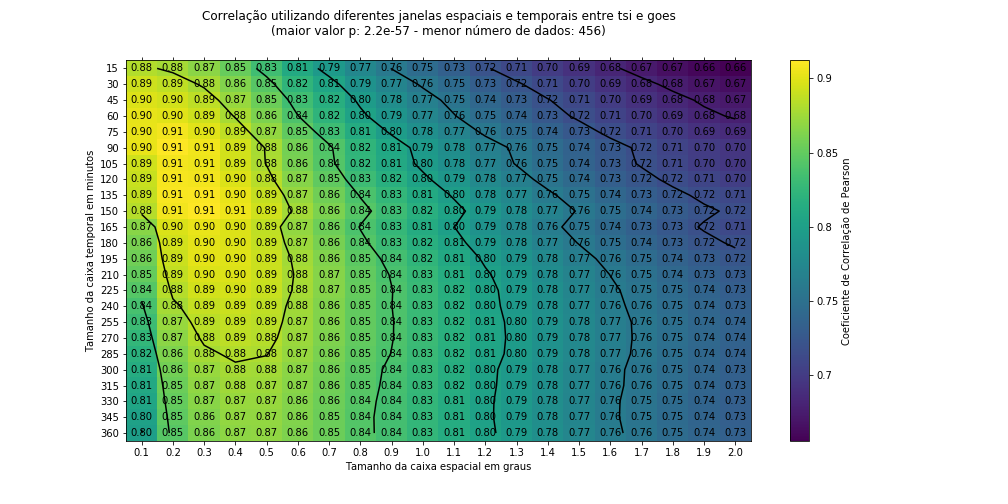 Correlação utilizando diferentes janelas espaciais e temporais entre tsi e goes
(maior valor p: 2.2e-57 - menor número de dados: 456)
Tamanho da caixa temporal em minutos
15 0.88 0.88 0.87 0.85 0.83 0.81 0.79 0.77 0.76 0.75 0.73 0.72 0.71 0.70 0.69 0.68 0.68 0.67 0.66 0.66
30 0.89 0.89 0.88 0.86 0.85 0.82 0.81 0.79 0.77 0.76 0.75 0.73 0.72 0.71 0.70 0.69 0.68 0.68 0.67 0.67
45 0.90 0.90 0.89 0.87 0.85 0.83 0.82 0.80 0.78 0.77 0.75 0.74 0.73 0.72 0.71 0.70 0.69 0.68 0.68 0.67
60 0.90 0.90 0.89 0.88 0.86 0.84 0.82 0.80 0.79 0.77 0.76 0.75 0.74 0.73 0.72 0.71 0.70 0.69 0.68 0.68
75 0.90 0.91 0.90 0.89 0.87 0.85 0.83 0.81 0.80 0.78 0.77 0.76 0.75 0.74 0.73 0.72 0.71 0.70 0.69 0.69
90 0.90 0.91 0.91 0.89 0.88 0.86 0.84 0.82 0.81 0.79 0.78 0.77 0.76 0.75 0.74 0.73 0.72 0.71 0.70 0.70
105 0.89 0.91 0.91 0.89 0.88 0.86 0.84 0.82 0.81 0.80 0.78 0.77 0.76 0.75 0.74 0.73 0.72 0.71 0.70 0.70
120 0.89 0.91 0.91 0.90 0.88 0.87 0.85 0.83 0.82 0.80 0.79 0.78 0.76 0.75 0.74 0.73 0.72 0.72 0.71 0.70
135 0.89 0.91 0.91 0.90 0.89 0.87 0.86 0.84 0.83 0.81 0.80 0.78 0.77 0.76 0.75 0.74 0.73 0.72 0.72 0.71
150 0.88 0.91 0.91 0.91 0.89 0.88 0.86 0.84 0.83 0.82 0.80 0.79 0.78 0.76 0.75 0.74 0.73 0.73 0.72 0.72
165 0.87 0.90 0.90 0.90 0.89 0.87 0.86 0.84 0.83 0.81 0.80 0.79 0.78 0.76 0.75 0.74 0.73 0.73 0.72 0.71
180 0.86 0.89 0.90 0.90 0.89 0.88 0.86 0.84 0.83 0.82 0.81 0.79 0.78 0.77 0.76 0.75 0.74 0.73 0.72 0.72
195 0.86 0.89 0.90 0.90 0.89 0.88 0.86 0.85 0.84 0.82 0.81 0.80 0.79 0.78 0.77 0.76 0.75 0.74 0.73 0.72
210 0.85 0.89 0.90 0.90 0.89 0.88 0.87 0.85 0.84 0.83 0.81 0.80 0.79 0.78 0.77 0.76 0.75 0.74 0.73 0.73
225 0.84 0.88 0.89 0.90 0.89 0.88 0.86 0.85 0.84 0.83 0.82 0.80 0.79 0.78 0.77 0.76 0.75 0.74 0.73 0.73
240 0.84 0.88 0.89 0.89 0.89 0.88 0.86 0.85 0.84 0.83 0.82 0.81 0.79 0.78 0.77 0.76 0.75 0.75 0.74 0.73
255 0.83 0.87 0.89 0.89 0.89 0.88 0.86 0.85 0.84 0.83 0.82 0.81 0.80 0.79 0.78 0.77 0.76 0.75 0.74 0.74
270 0.83 0.87 0.88 0.89 0.88 0.87 0.86 0.85 0.84 0.83 0.82 0.81 0.80 0.79 0.78 0.77 0.76 0.75 0.74 0.74
285 0.82 0.86 0.88 0.88 0.88 0.87 0.86 0.85 0.84 0.83 0.82 0.81 0.80 0.79 0.78 0.77 0.76 0.75 0.74 0.74
300 0.81 0.86 0.87 0.88 0.88 0.87 0.86 0.85 0.84 0.83 0.82 0.80 0.79 0.78 0.77 0.76 0.76 0.75 0.74 0.73
315 0.81 0.85 0.87 0.88 0.87 0.87 0.86 0.85 0.84 0.83 0.82 0.80 0.79 0.78 0.77 0.76 0.76 0.75 0.74 0.73
330 0.81 0.85 0.87 0.87 0.87 0.87 0.86 0.84 0.84 0.83 0.81 0.80 0.79 0.78 0.77 0.76 0.75 0.75 0.74 0.73
345 0.80 0.85 0.86 0.87 0.87 0.86 0.86 0.84 0.84 0.83 0.81 0.80 0.79 0.78 0.77 0.76 0.75 0.75 0.74 0.73
360 0.80 0.85 0.86 0.87 0.87 0.86 0.85 0.84 0.84 0.83 0.82 0.80 0.79 0.78 0.77 0.76 0.76 0.75 0.74 0.73
0.1 0.2 0.3 0.4 0.5 0.6 0.7 0.8 0.9 1.0 1.1 1.2 1.3 1.4 1.5 1.6 1.7 1.8 1.9 2.0
Tamanho da caixa espacial em graus
0.9
0.85
0.8
0.75
0.7
Coeficiente de Correlação de Pearson